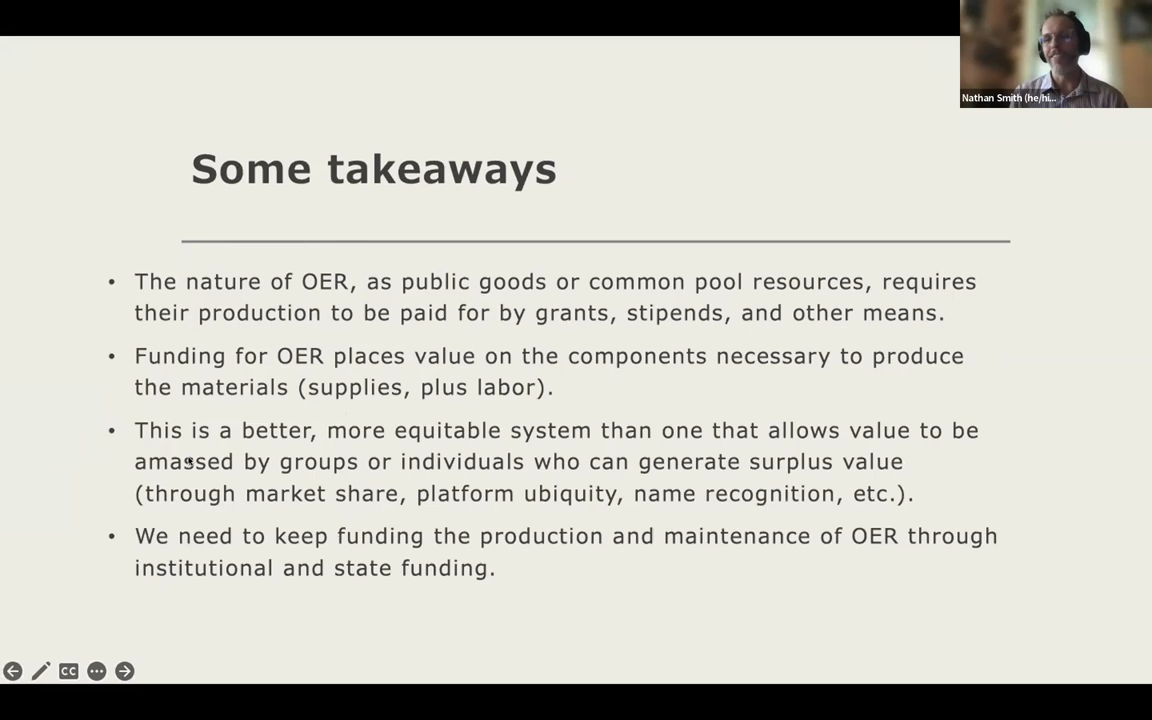 Nathan Smith (he/hi...
Some takeaways
• The nature of OER, as public goods or common pool resources, requires
their production to be paid for by grants, stipends, and other means.
• Funding for OER places value on the components necessary to produce
the materials (supplies, plus labor).
• This is a better, more equitable system than one that allows value to be
amassed by groups or individuals who can generate surplus value
(through market share, platform ubiquity, name recognition, etc.).
• We need to keep funding the production and maintenance of OER through
institutional and state funding.
CC